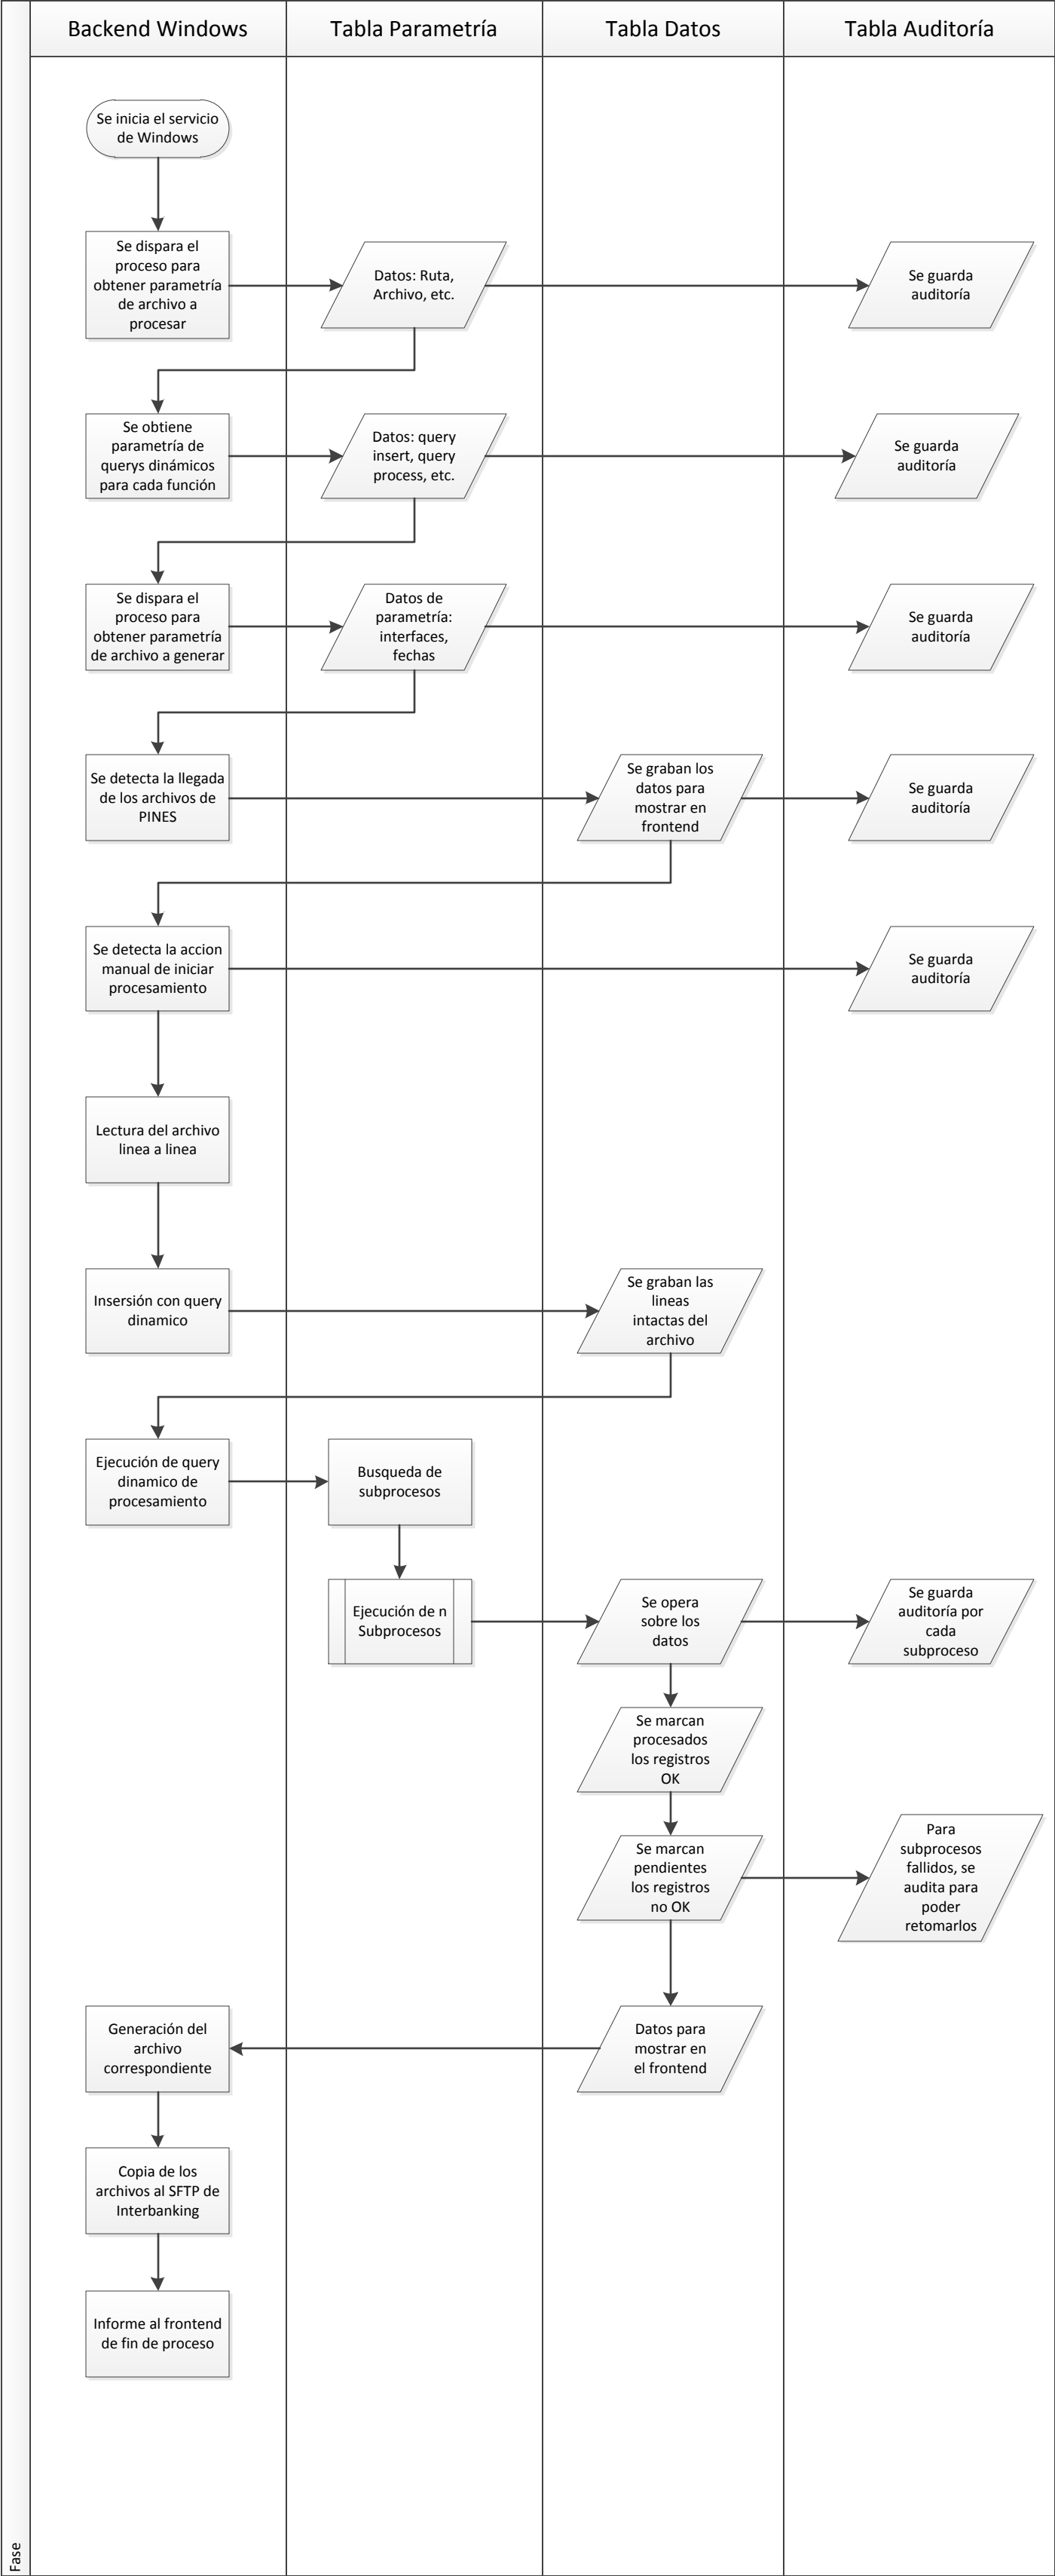 Backend Windows
Tabla Parametría
Tabla Datos
Tabla Auditoría
Se inicia el servicio
de Windows
Se dispara el
proceso para
obtener parametría
de archivo a
procesar
Datos: Ruta,
Archivo, etc.
Se guarda
auditoría
Se obtiene
parametría de
querys dinámicos
para cada función
Datos: query
insert, query
process, etc.
Se guarda
auditoría
Se dispara el
proceso para
obtener parametría
de archivo a generar
Datos de
parametría:
interfaces,
fechas
Se guarda
auditoría
Se detecta la llegada
de los archivos de
PINES
Se graban los
datos para
mostrar en
frontend
Se guarda
auditoría
Se detecta la accion
manual de iniciar
procesamiento
Se guarda
auditoría
Lectura del archivo
linea a linea
Insersión con query
dinamico
Se graban las
lineas
intactas del
archivo
Ejecución de query
dinamico de
procesamiento
Busqueda de
subprocesos
Ejecución de n
Subprocesos
Se opera
sobre los
datos
Se guarda
auditoría por
cada
subproceso
Se marcan
procesados
los registros
OK
Se marcan
pendientes
los registros
no OK
Para
subprocesos
fallidos, se
audita para
poder
retomarlos
Generación del
archivo
correspondiente
Datos para
mostrar en
el frontend
Copia de los
archivos al SFTP de
Interbanking
Informe al frontend
de fin de proceso
Fase